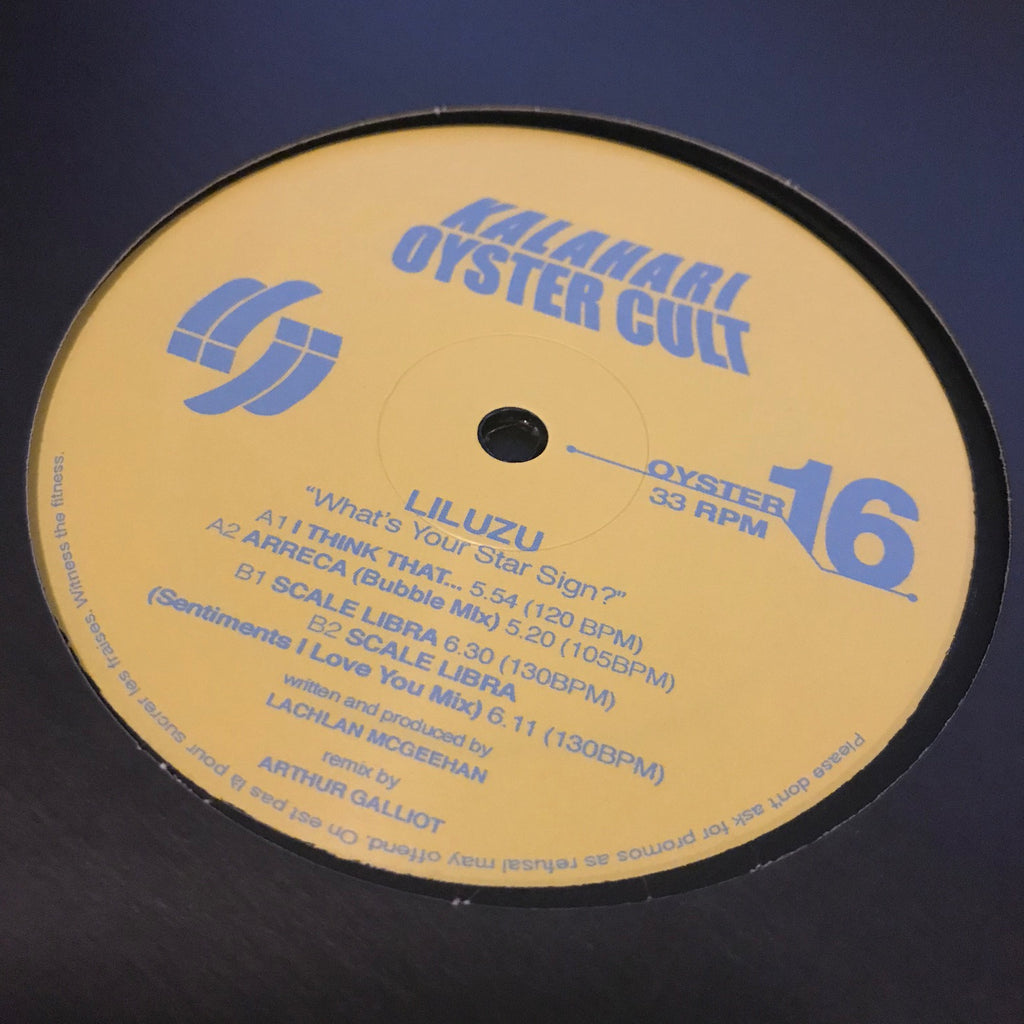 KALAHARI
OYSTER CULT
OYSTER 16
33 RPM
LILUZU
"What's Your Star Sign?"
A1 I THINK THAT... 5.54 (120 BPM)
A2 ARRECA (Bubble Mix) 5.20 (105BPM)
B1 SCALE LIBRA 6.30 (130BPM)
B2 SCALE LIBRA
(Sentiments I Love You Mix) 6.11 (130BPM)
written and produced by
LACHLAN MCGEEHAN
remix by
ARTHUR GALLIOT
Please don't ask for promos as refusal may offend. On est pas là pour sucrer les fraises. Witness the fitness.